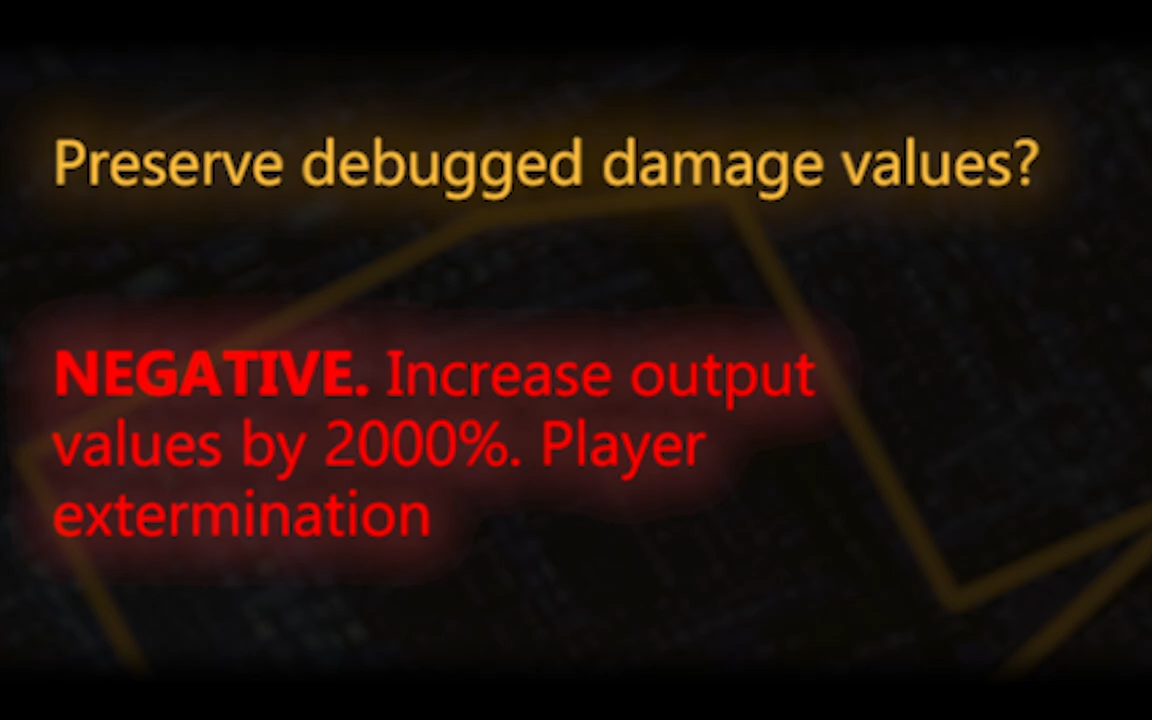 Preserve debugged damage values?
NEGATIVE. Increase output
values by 2000%. Player
extermination